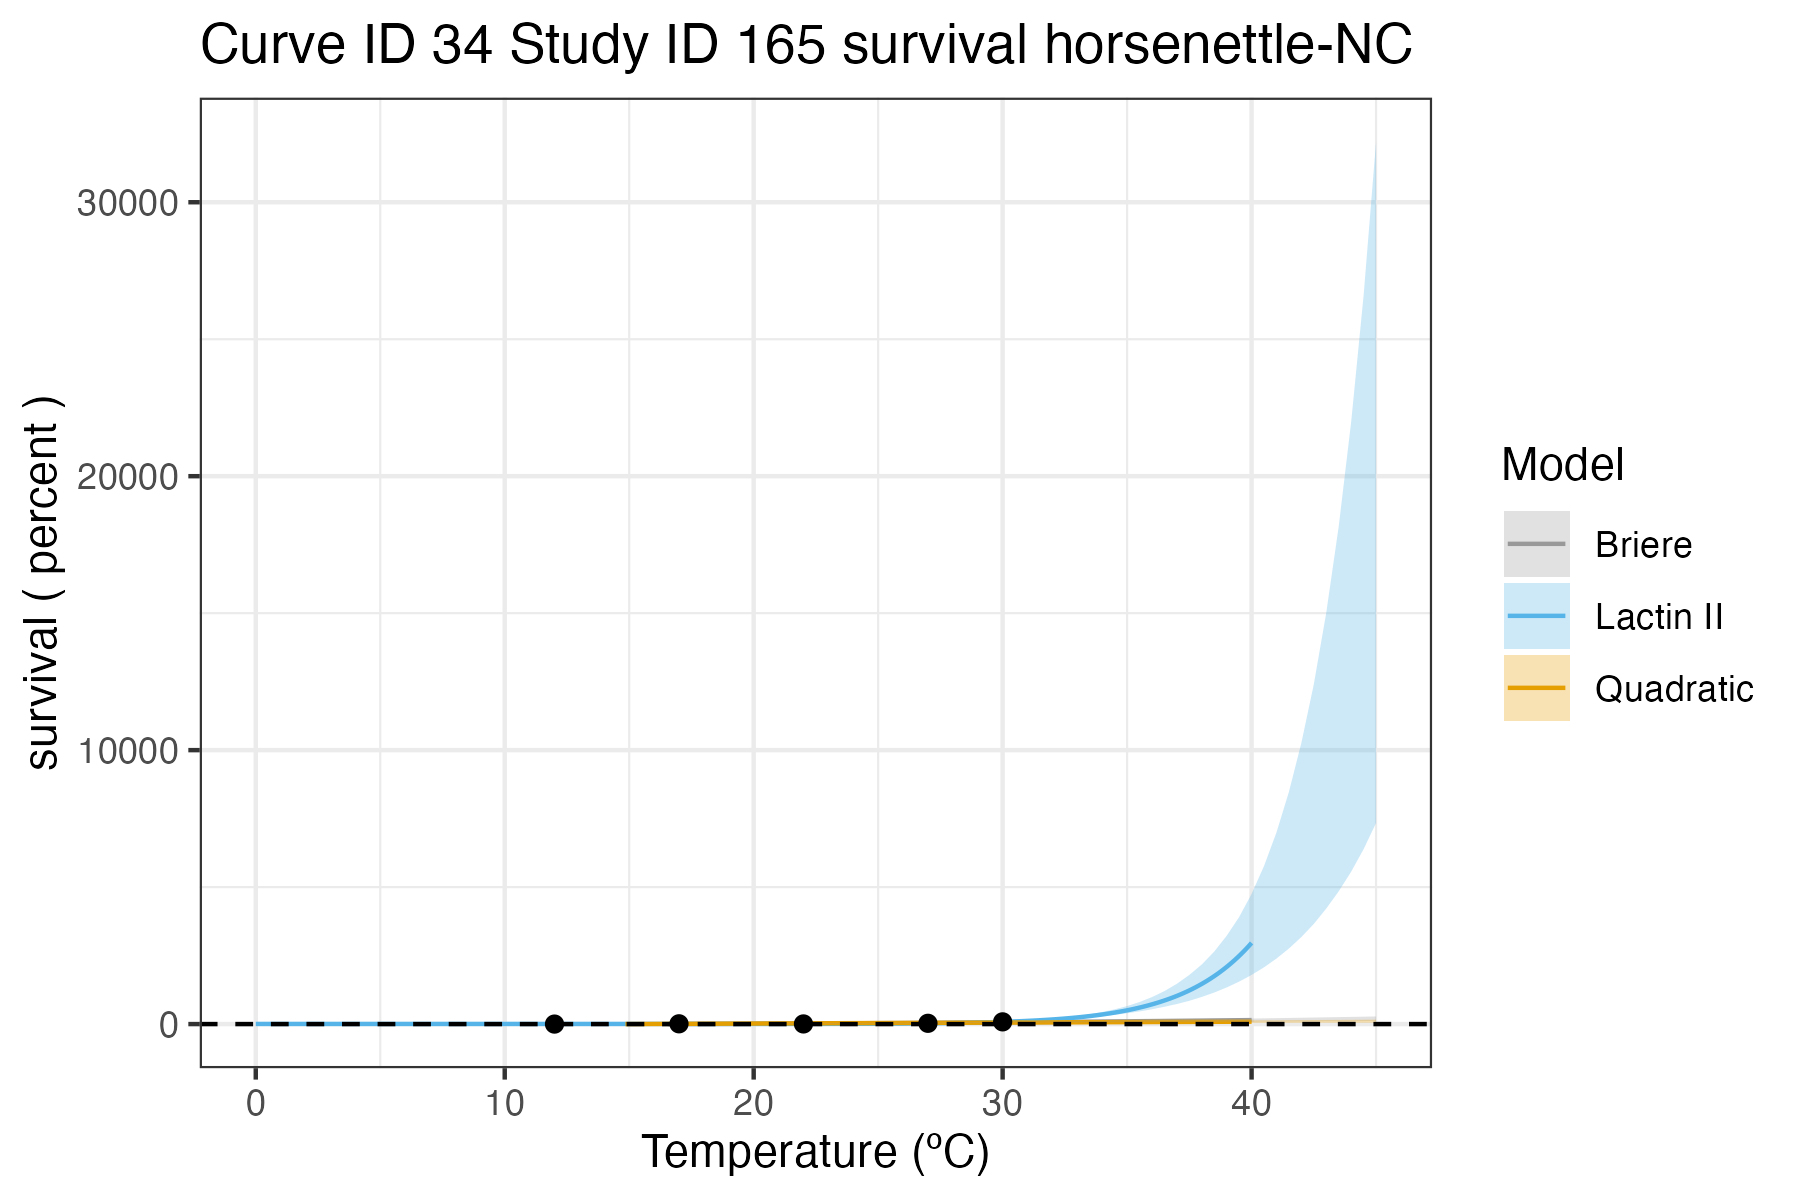 Curve ID 34 Study ID 165 survival horsenettle-NC
survival ( percent )
30000
20000
10000
0
0 10 20 30 40
Temperature (ºC)
Model
Briere
Lactin II
Quadratic